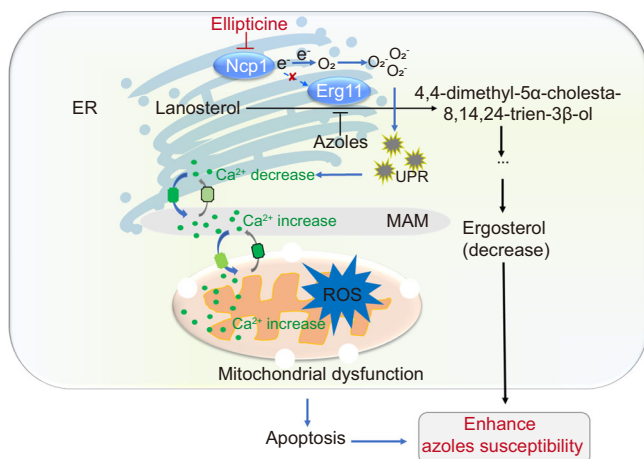 Ellipticine
Ncp1
e⁻
e⁻
O₂
O₂⁻
O₂⁻
O₂⁻
Erg11
ER
Lanosterol
4,4-dimethyl-5α-cholesta-
8,14,24-trien-3β-ol
Azoles
...
UPR
Ca²⁺ decrease
Ca²⁺ increase
MAM
Ergosterol
(decrease)
ROS
Ca²⁺ increase
Mitochondrial dysfunction
Apoptosis
Enhance
azoles susceptibility